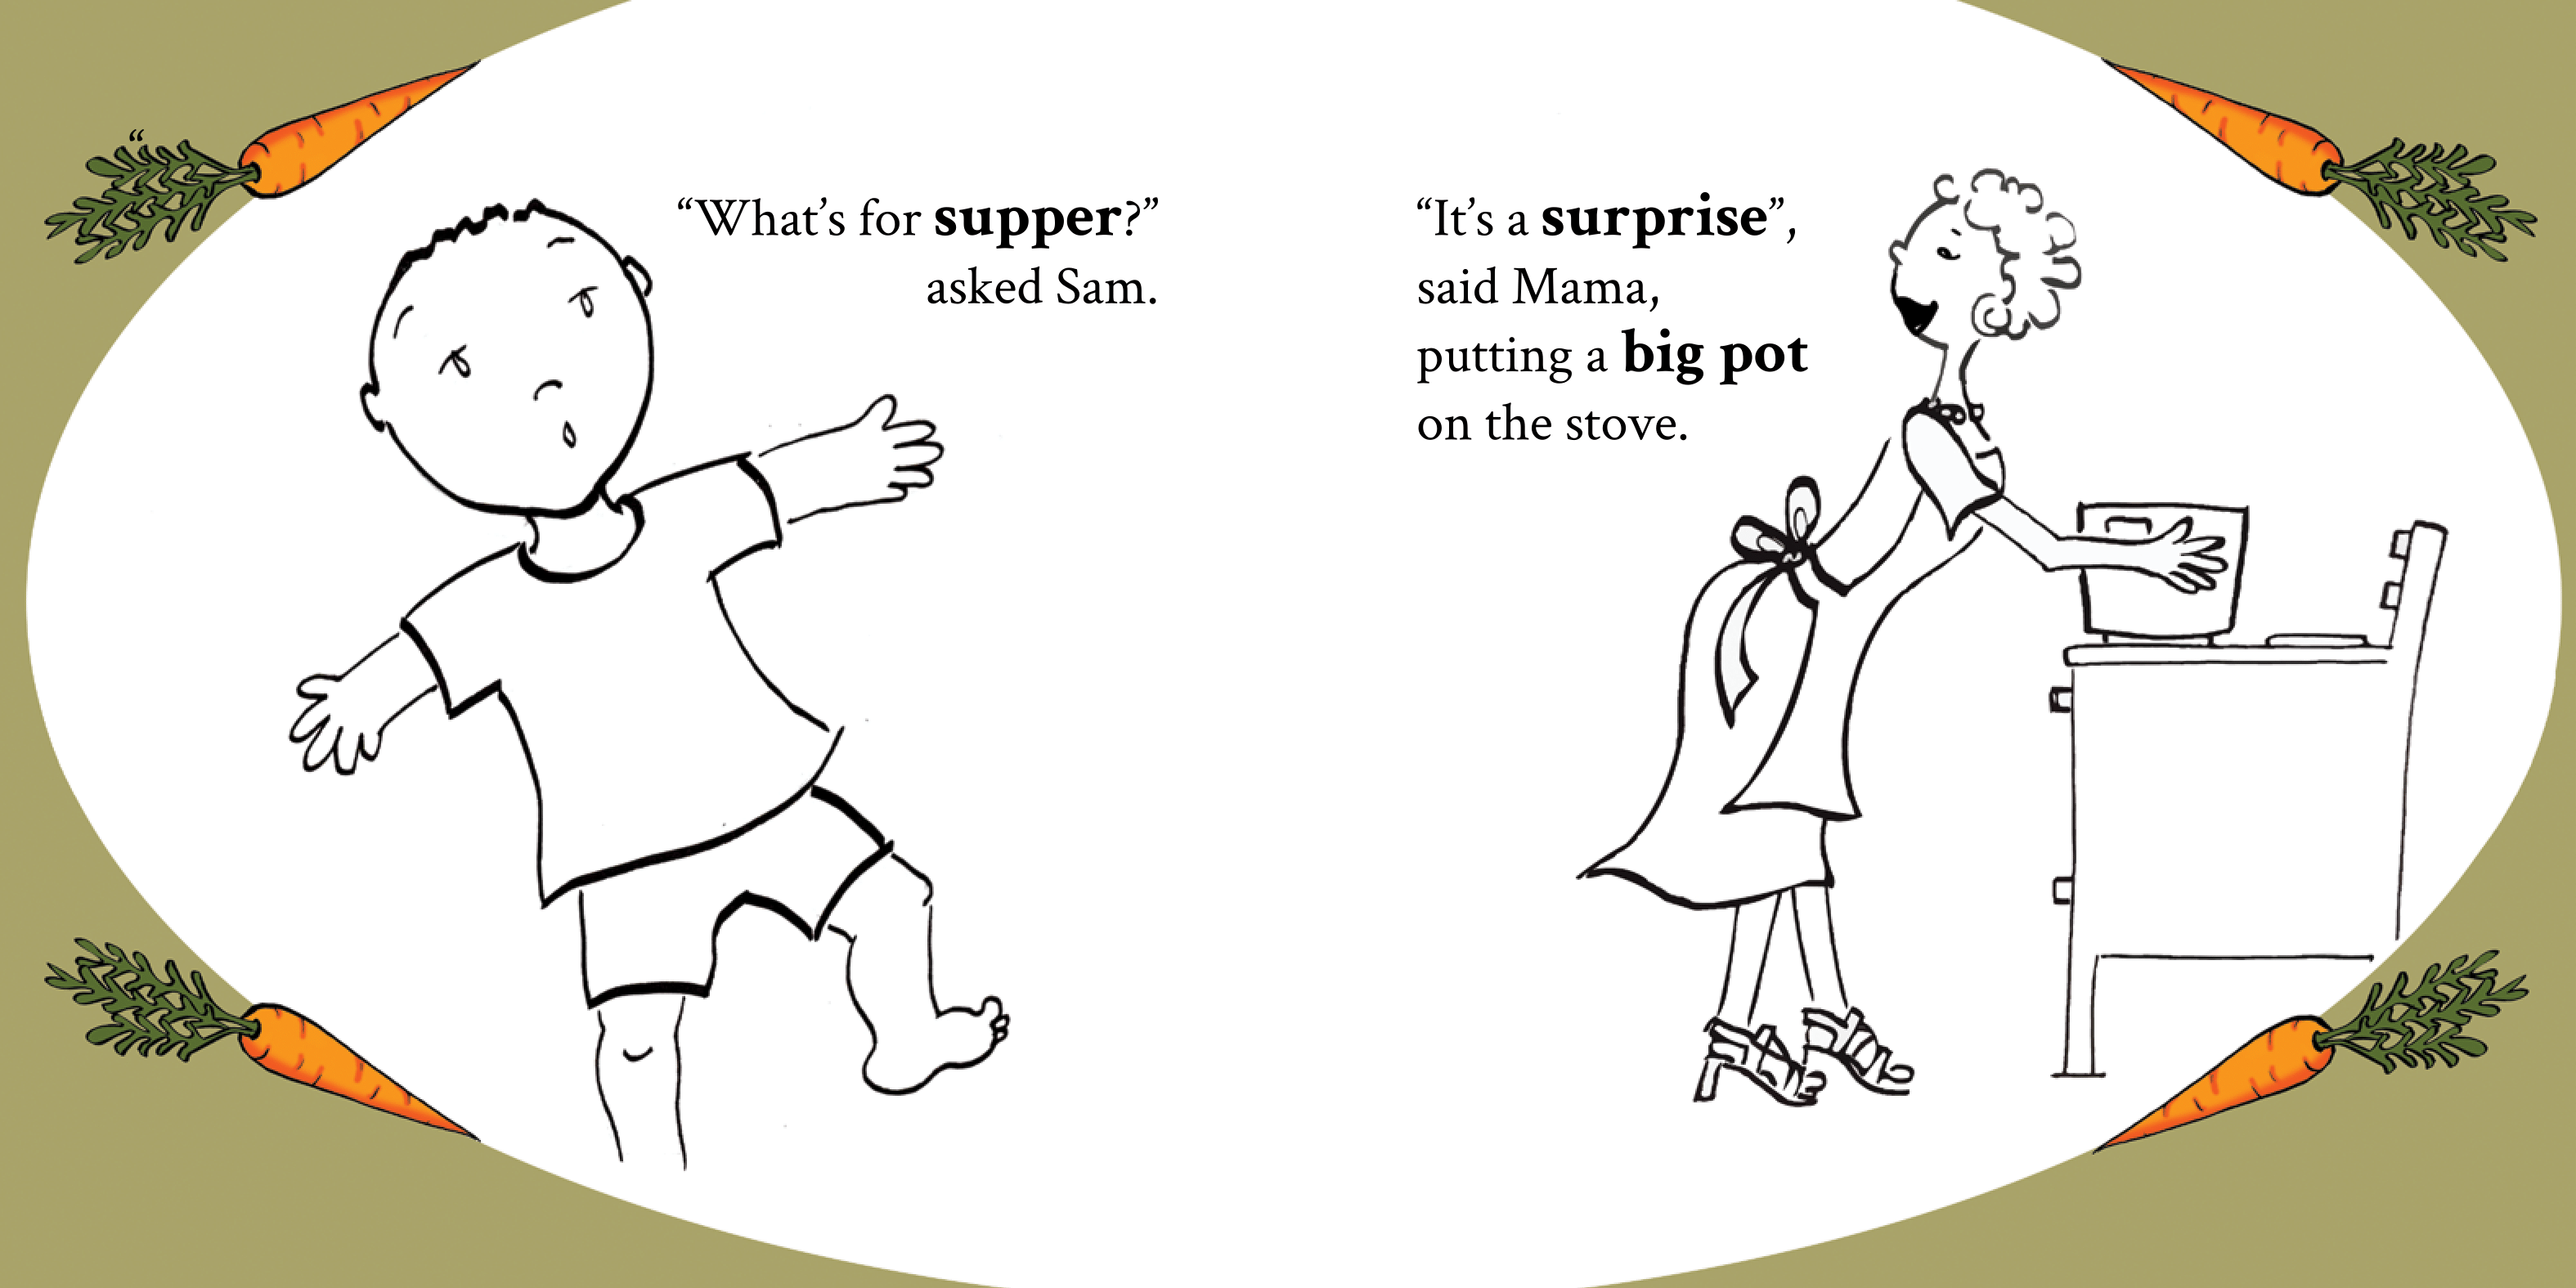 “
“What’s for supper?”
asked Sam.
“It’s a surprise”,
said Mama,
putting a big pot
on the stove.